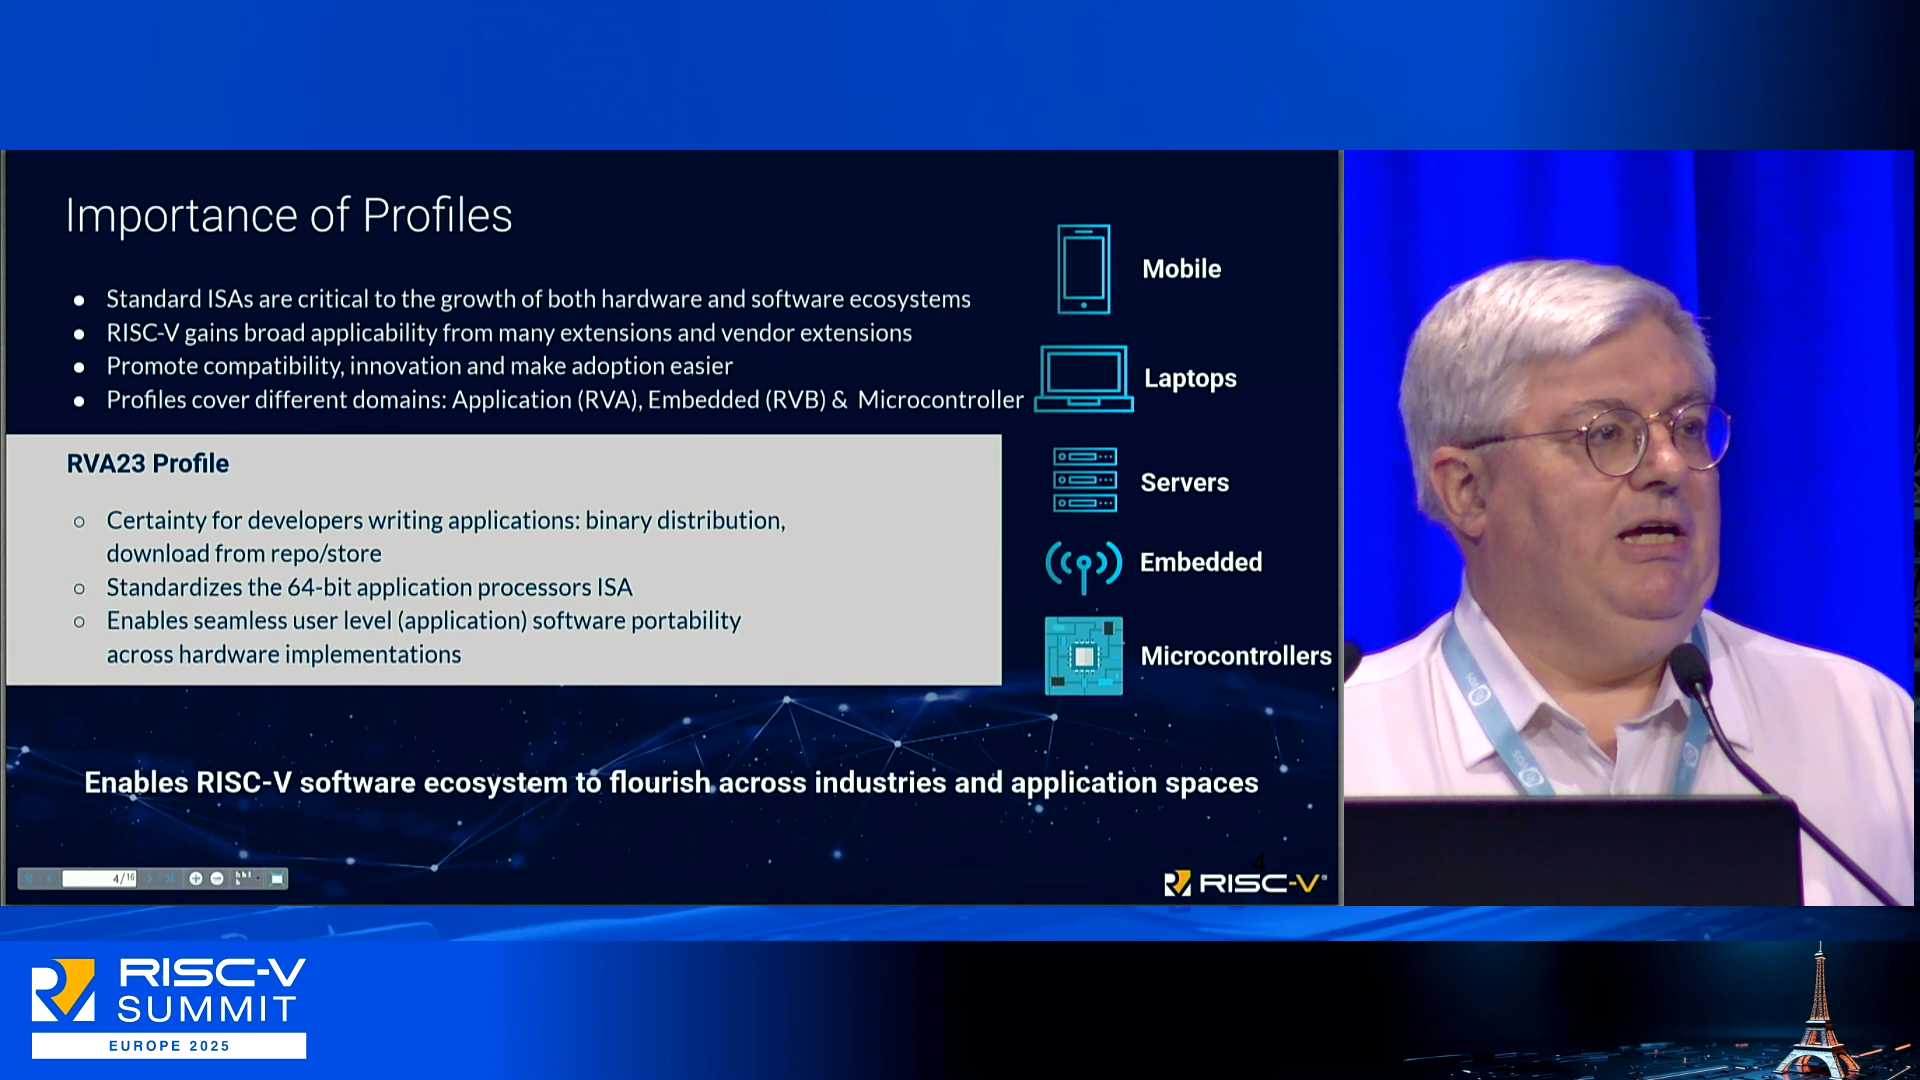 Importance of Profiles
● Standard ISAs are critical to the growth of both hardware and software ecosystems
● RISC-V gains broad applicability from many extensions and vendor extensions
● Promote compatibility, innovation and make adoption easier
● Profiles cover different domains: Application (RVA), Embedded (RVB) & Microcontroller
RVA23 Profile
○ Certainty for developers writing applications: binary distribution,
download from repo/store
○ Standardizes the 64-bit application processors ISA
○ Enables seamless user level (application) software portability
across hardware implementations
Mobile
Laptops
Servers
Embedded
Microcontrollers
Enables RISC-V software ecosystem to flourish across industries and application spaces
4/16
4
RISC-V®
RISC-V
SUMMIT
EUROPE 2025